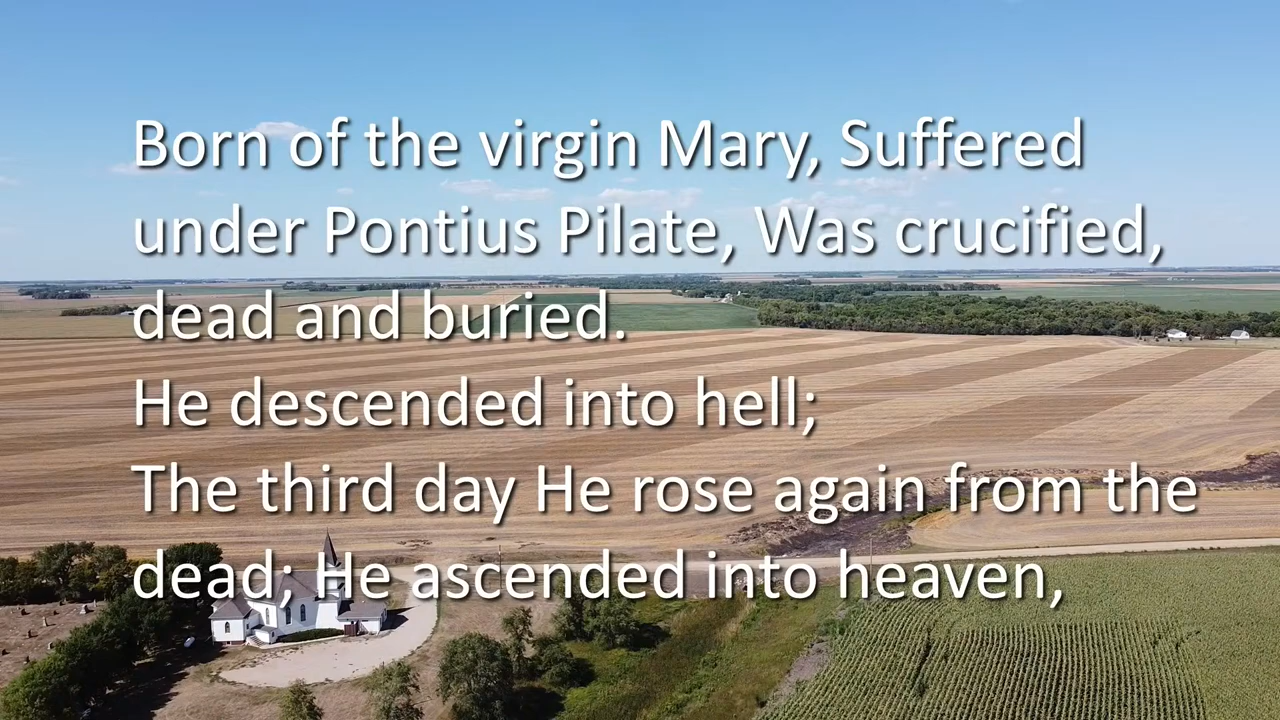 Born of the virgin Mary, Suffered
under Pontius Pilate, Was crucified,
dead and buried.
He descended into hell;
The third day He rose again from the
dead; He ascended into heaven,